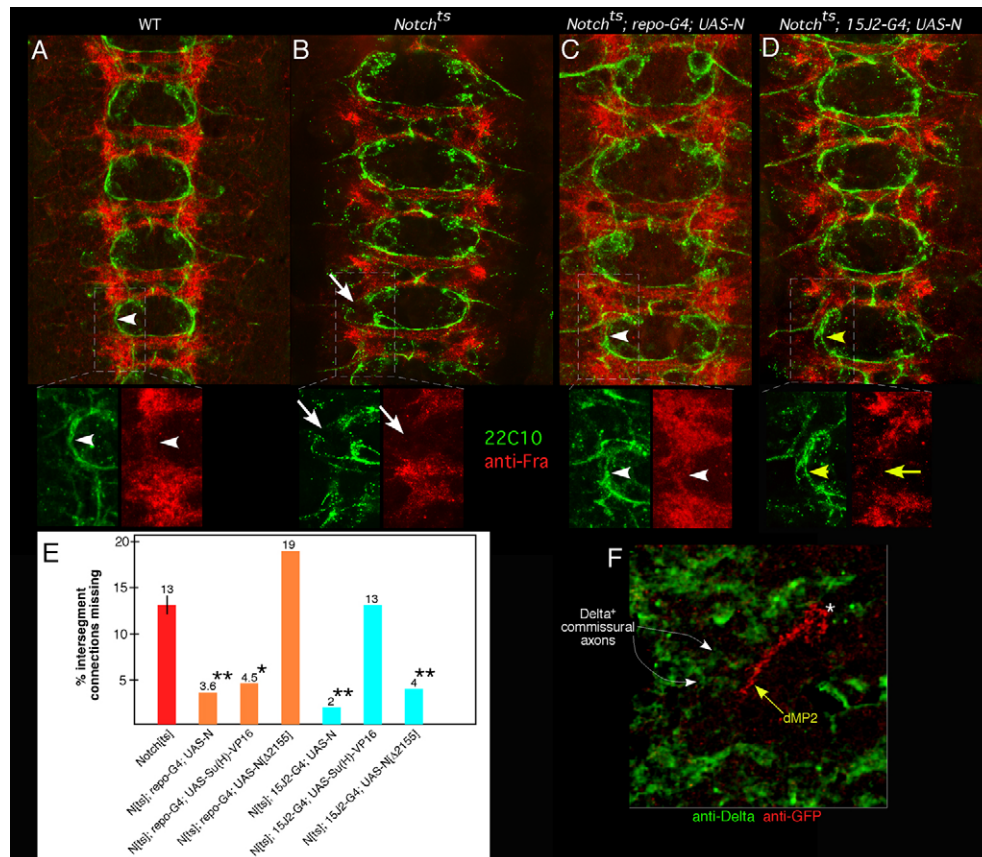 WT
Notch^ts
Notch^ts; repo-G4; UAS-N
Notch^ts; 15J2-G4; UAS-N
A
B
C
D
22C10
anti-Fra
E
% intersegment
connections missing
20
15
10
5
13
3.6
**
4.5
*
19
2
**
13
4
**
Notch[ts]
N[ts]; repo-G4; UAS-N
N[ts]; repo-G4; UAS-Su(H)-VP16
N[ts]; repo-G4; UAS-N[Δ2155]
N[ts]; 15J2-G4; UAS-N
N[ts]; 15J2-G4; UAS-Su(H)-VP16
N[ts]; 15J2-G4; UAS-N[Δ2155]
F
*
Delta⁺
commissural
axons
dMP2
anti-Delta anti-GFP